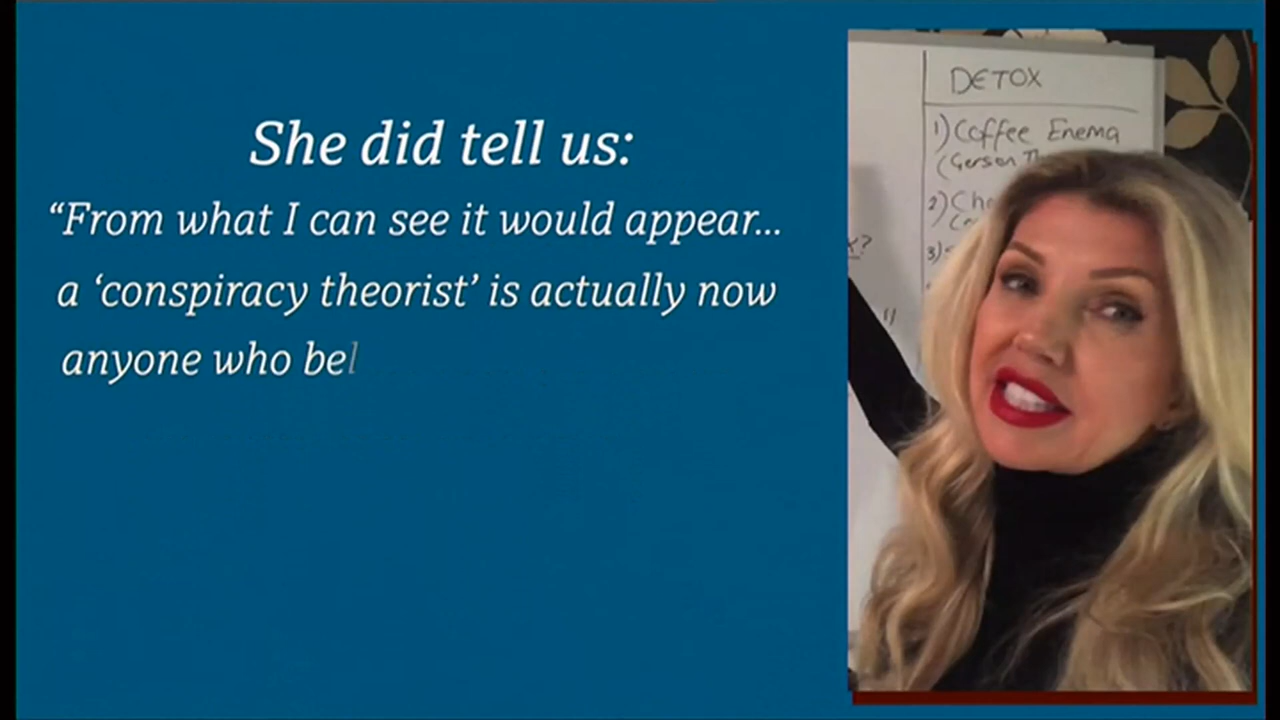 She did tell us:
“From what I can see it would appear...
a ‘conspiracy theorist’ is actually now
anyone who bel
DETOX
1) Coffee Enema
(Gerson
2)
3)